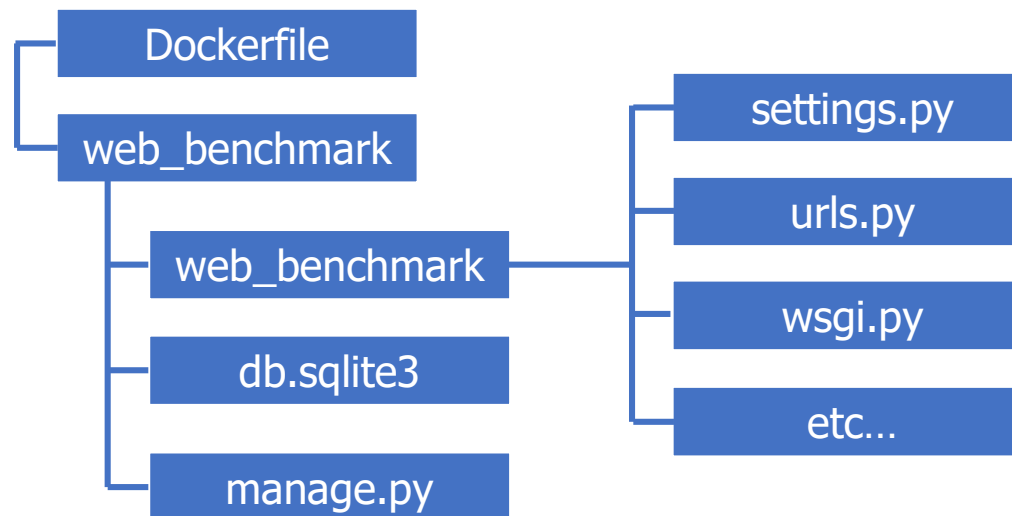 Dockerfile
web_benchmark
web_benchmark
db.sqlite3
manage.py
settings.py
urls.py
wsgi.py
etc...